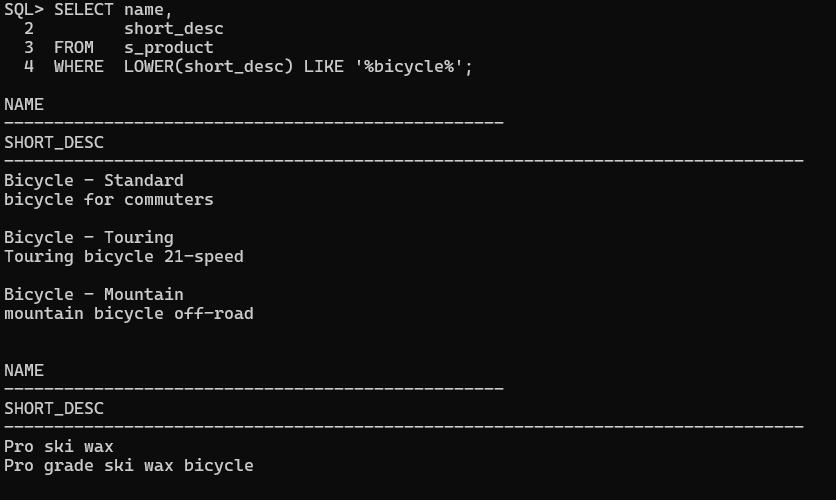 SQL> SELECT name,
  2         short_desc
  3  FROM   s_product
  4  WHERE  LOWER(short_desc) LIKE '%bicycle%';
NAME
--------------------------------------------------
SHORT_DESC
--------------------------------------------------------------------------------
Bicycle - Standard
bicycle for commuters
Bicycle - Touring
Touring bicycle 21-speed
Bicycle - Mountain
mountain bicycle off-road
NAME
--------------------------------------------------
SHORT_DESC
--------------------------------------------------------------------------------
Pro ski wax
Pro grade ski wax bicycle